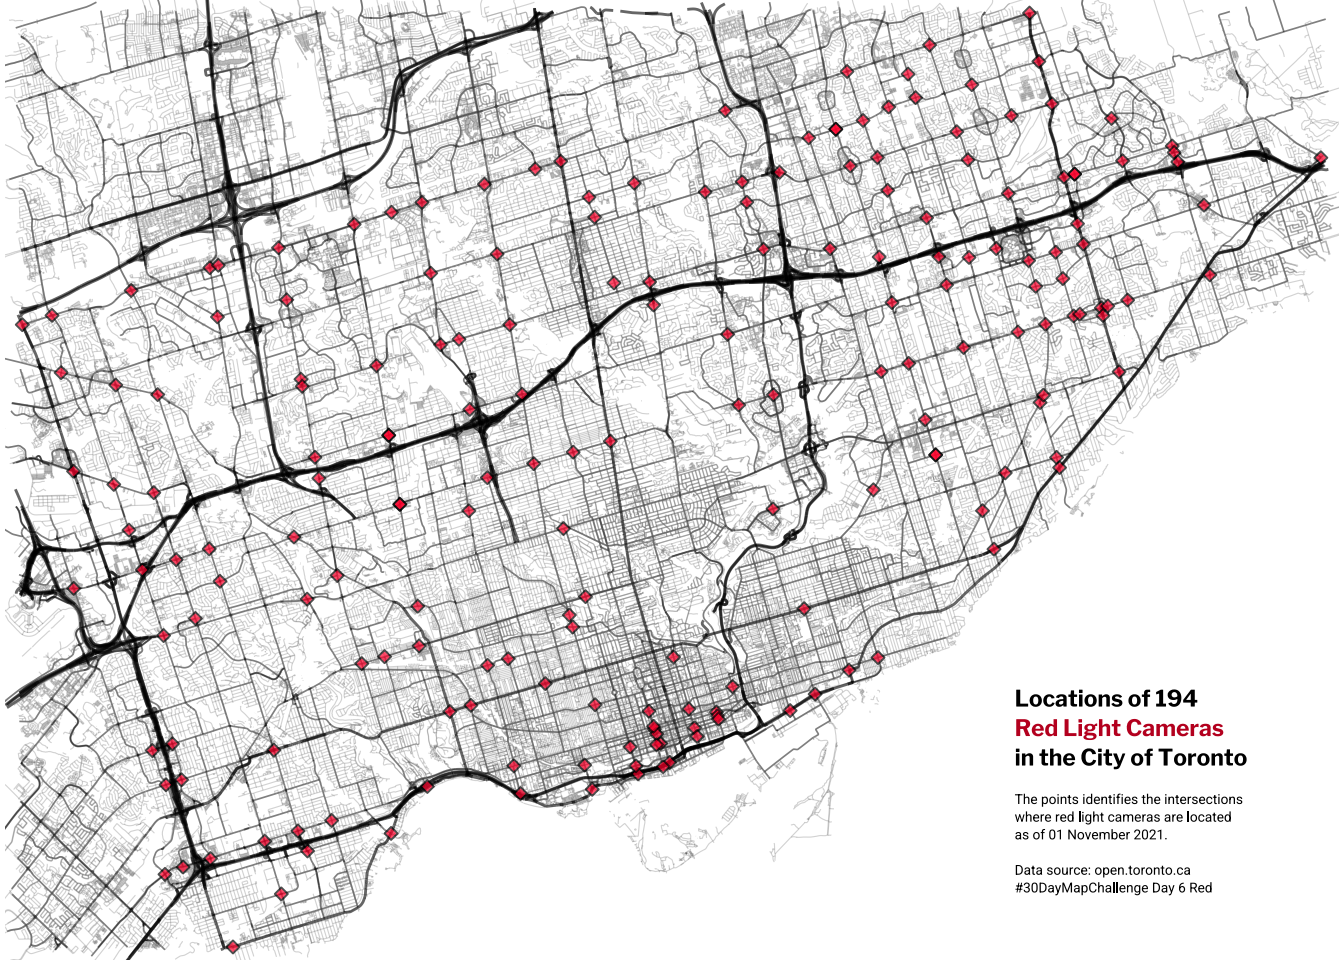 Locations of 194
Red Light Cameras
in the City of Toronto
The points identifies the intersections
where red light cameras are located
as of 01 November 2021.
Data source: open.toronto.ca
#30DayMapChallenge Day 6 Red